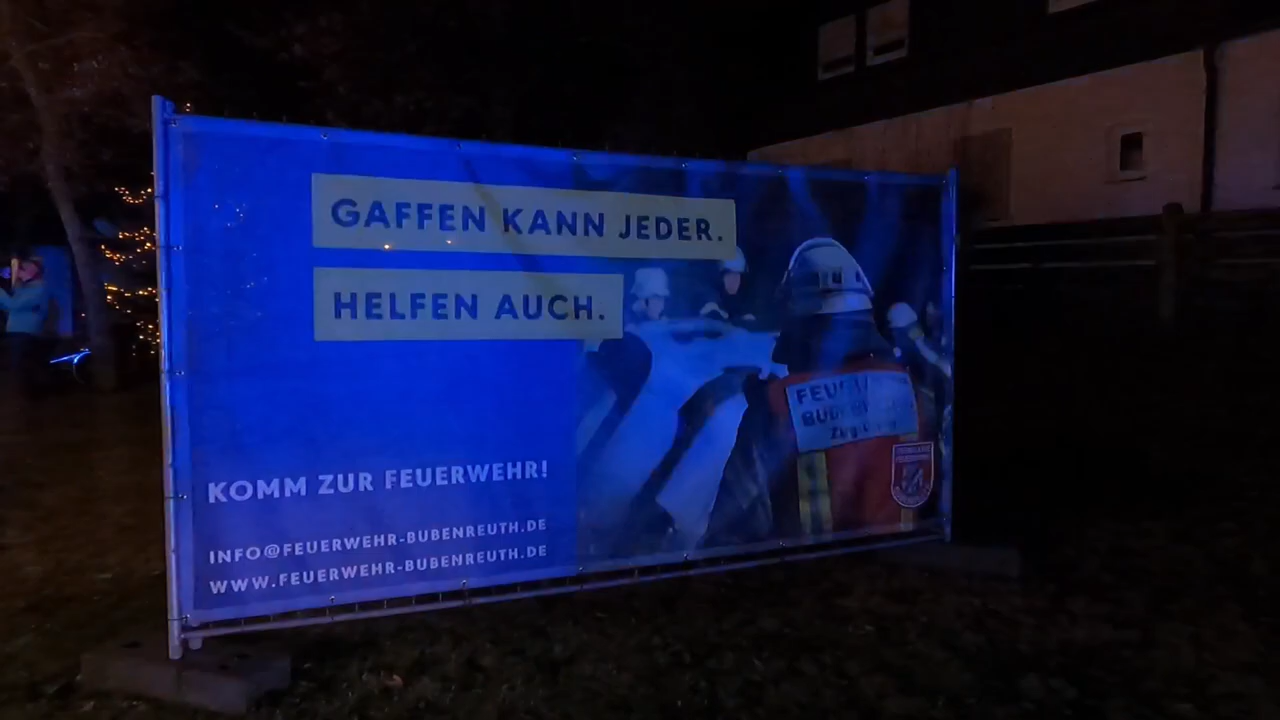 GAFFEN KANN JEDER.
HELFEN AUCH.
KOMM ZUR FEUERWEHR!
INFO@FEUERWEHR-BUBENREUTH.DE
WWW.FEUERWEHR-BUBENREUTH.DE